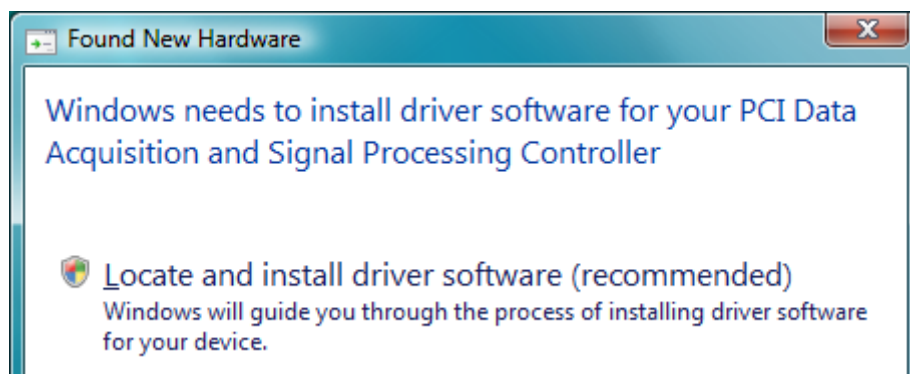 Found New Hardware
Windows needs to install driver software for your PCI Data
Acquisition and Signal Processing Controller
Locate and install driver software (recommended)
Windows will guide you through the process of installing driver software
for your device.